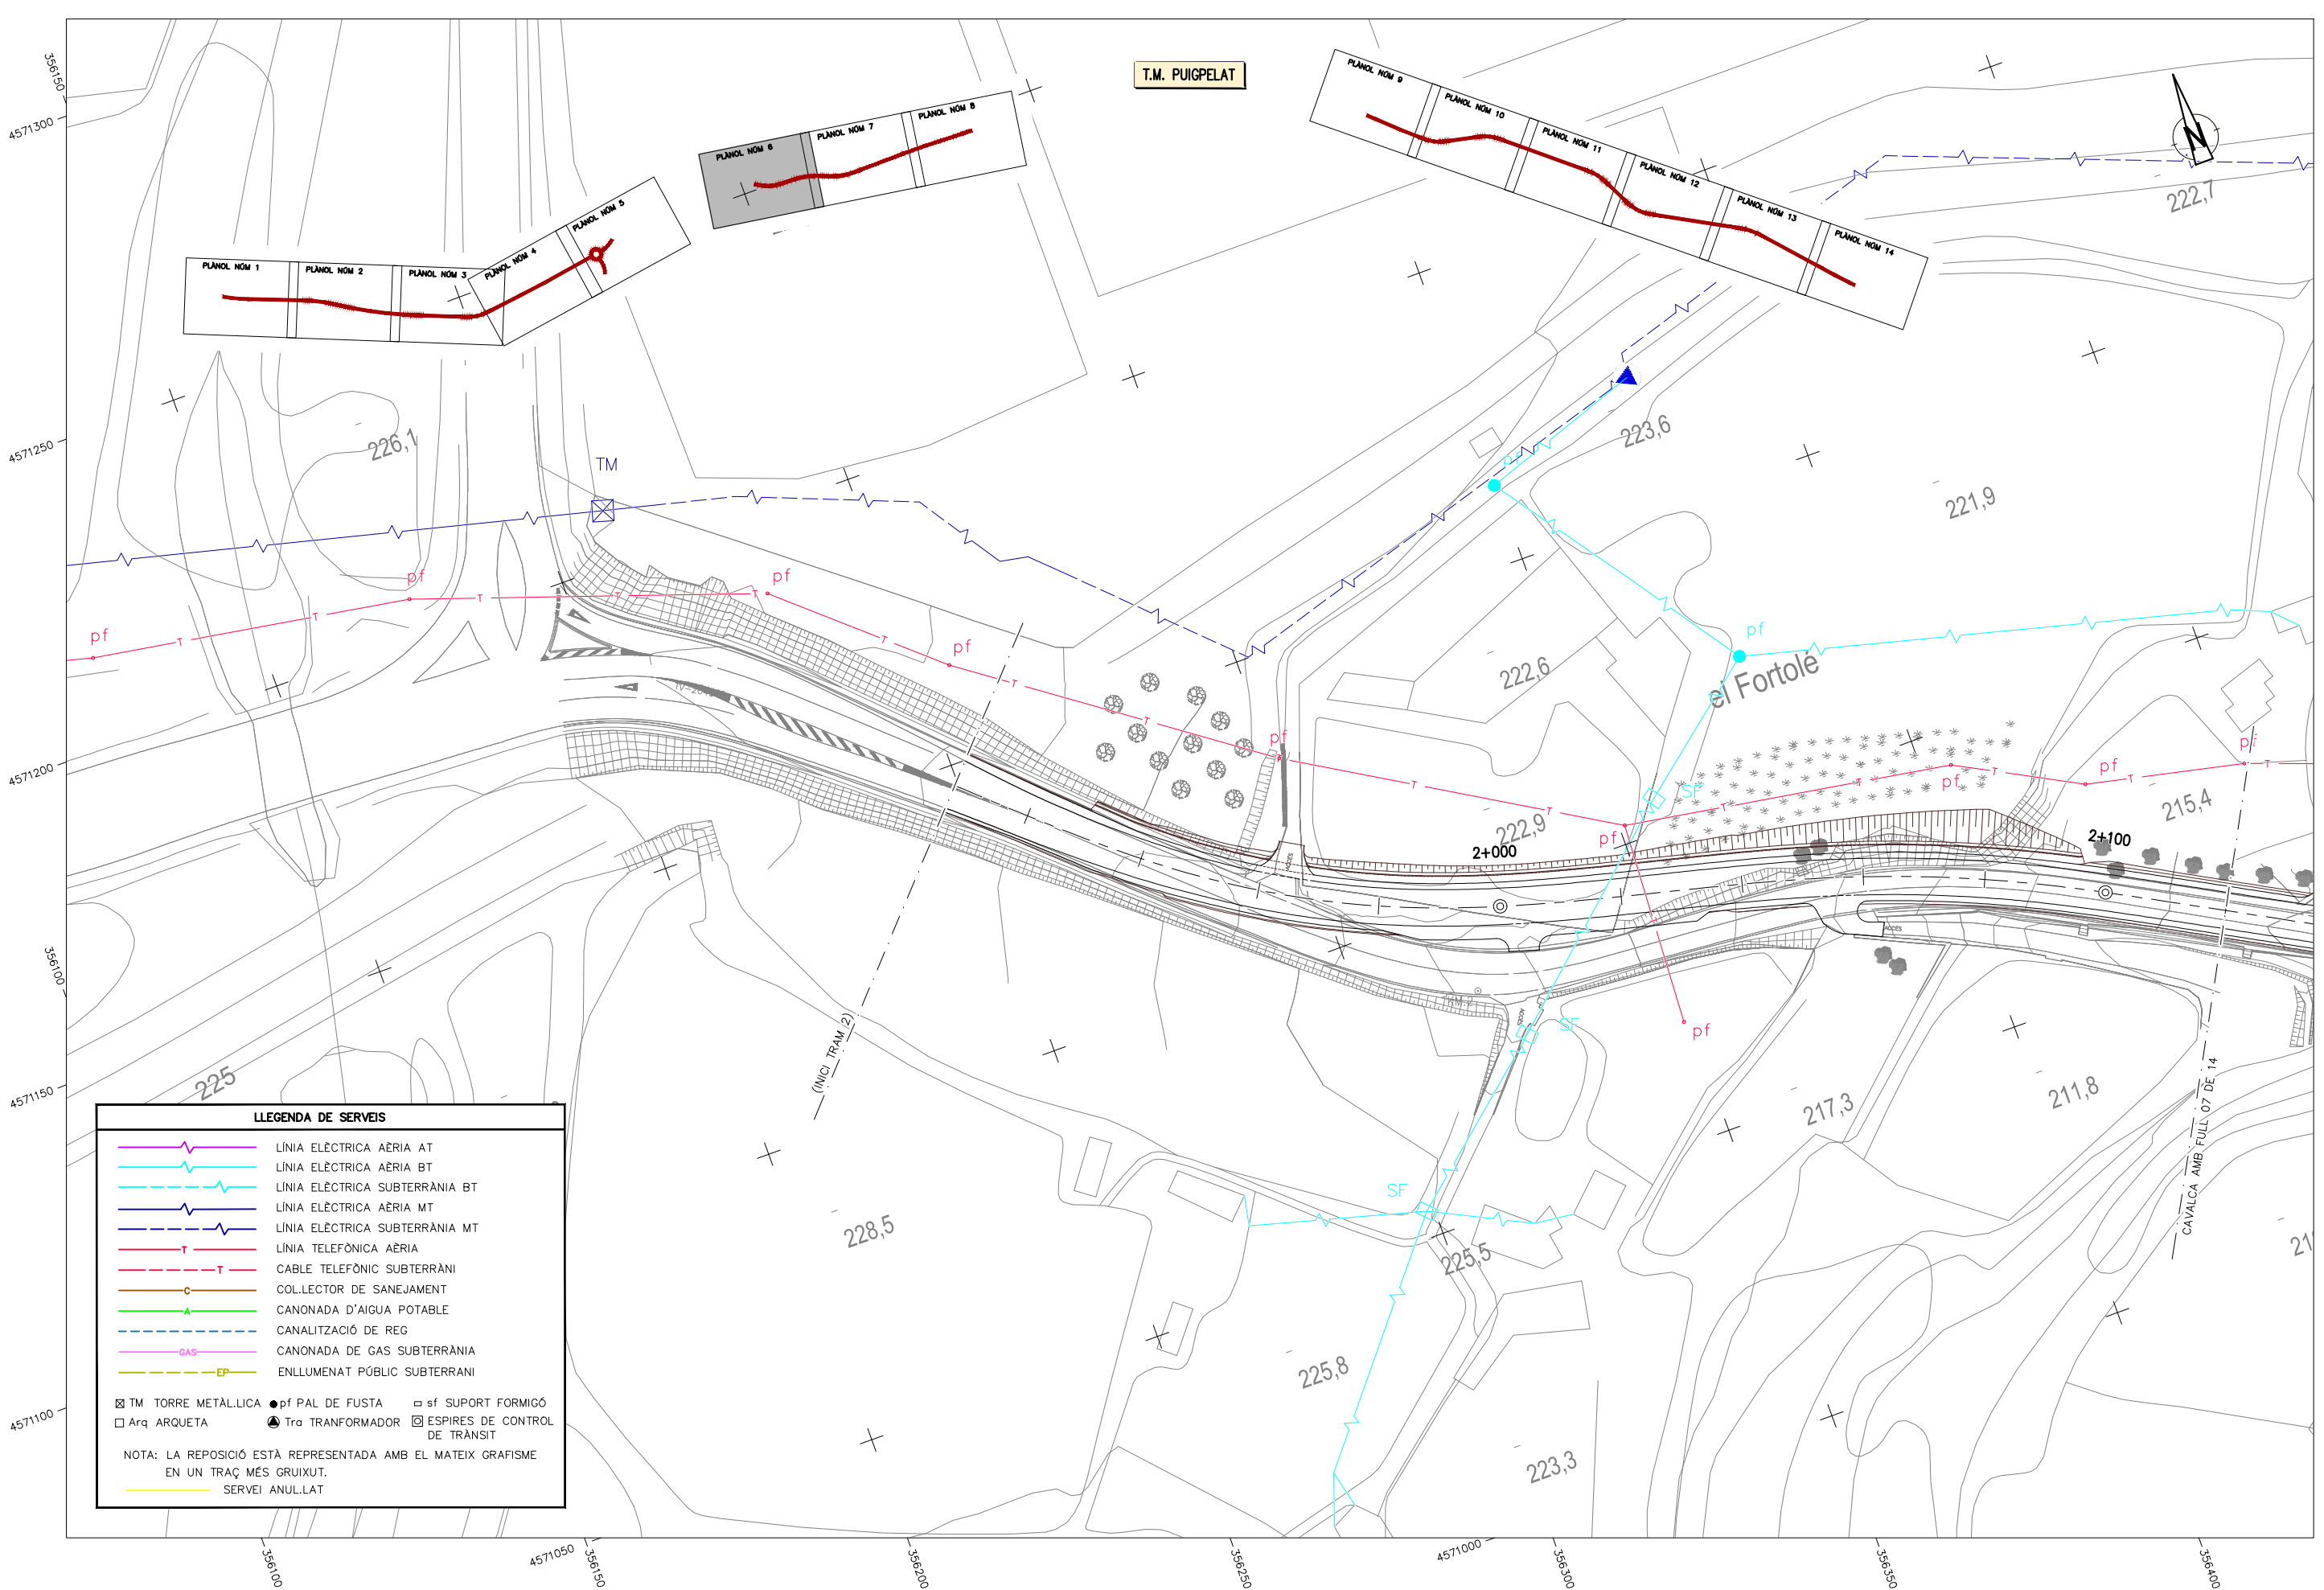 T.M. PUIGPELAT
PLÀNOL NÚM 1
PLÀNOL NÚM 2
PLÀNOL NÚM 3
PLÀNOL NÚM 4
PLÀNOL NÚM 5
PLÀNOL NÚM 6
PLÀNOL NÚM 7
PLÀNOL NÚM 8
PLÀNOL NÚM 9
PLÀNOL NÚM 10
PLÀNOL NÚM 11
PLÀNOL NÚM 12
PLÀNOL NÚM 13
PLÀNOL NÚM 14
N
356150
4571300
4571250
4571200
356100
4571150
4571100
222,7
226,1
223,6
221,9
TM
pf
pf
pf
pf
pf
pf
pf
222,6
el Fortolé
pf
pf
pf
pf
SF
215,4
222,9
2+000
2+100
ACCÉS
ACCÉS
ACCÉS
SF
pf
(INICI TRAM 2)
CAVALCA AMB FULL 07 DE 14
225
217,3
211,8
228,5
SF
225,5
225,8
223,3
LLEGENDA DE SERVEIS
LÍNIA ELÈCTRICA AÈRIA AT
LÍNIA ELÈCTRICA AÈRIA BT
LÍNIA ELÈCTRICA SUBTERRÀNIA BT
LÍNIA ELÈCTRICA AÈRIA MT
LÍNIA ELÈCTRICA SUBTERRÀNIA MT
T LÍNIA TELEFÒNICA AÈRIA
T CABLE TELEFÒNIC SUBTERRÀNI
C COL.LECTOR DE SANEJAMENT
A CANONADA D'AIGUA POTABLE
CANALITZACIÓ DE REG
GAS CANONADA DE GAS SUBTERRÀNIA
EP ENLLUMENAT PÚBLIC SUBTERRANI
TM TORRE METÀL.LICA pf PAL DE FUSTA sf SUPORT FORMIGÓ
Arq ARQUETA Tra TRANFORMADOR ESPIRES DE CONTROL
DE TRÀNSIT
NOTA: LA REPOSICIÓ ESTÀ REPRESENTADA AMB EL MATEIX GRAFISME
EN UN TRAÇ MÉS GRUIXUT.
SERVEI ANUL.LAT
356100
4571050
356150
356200
356250
4571000
356300
356350
356400